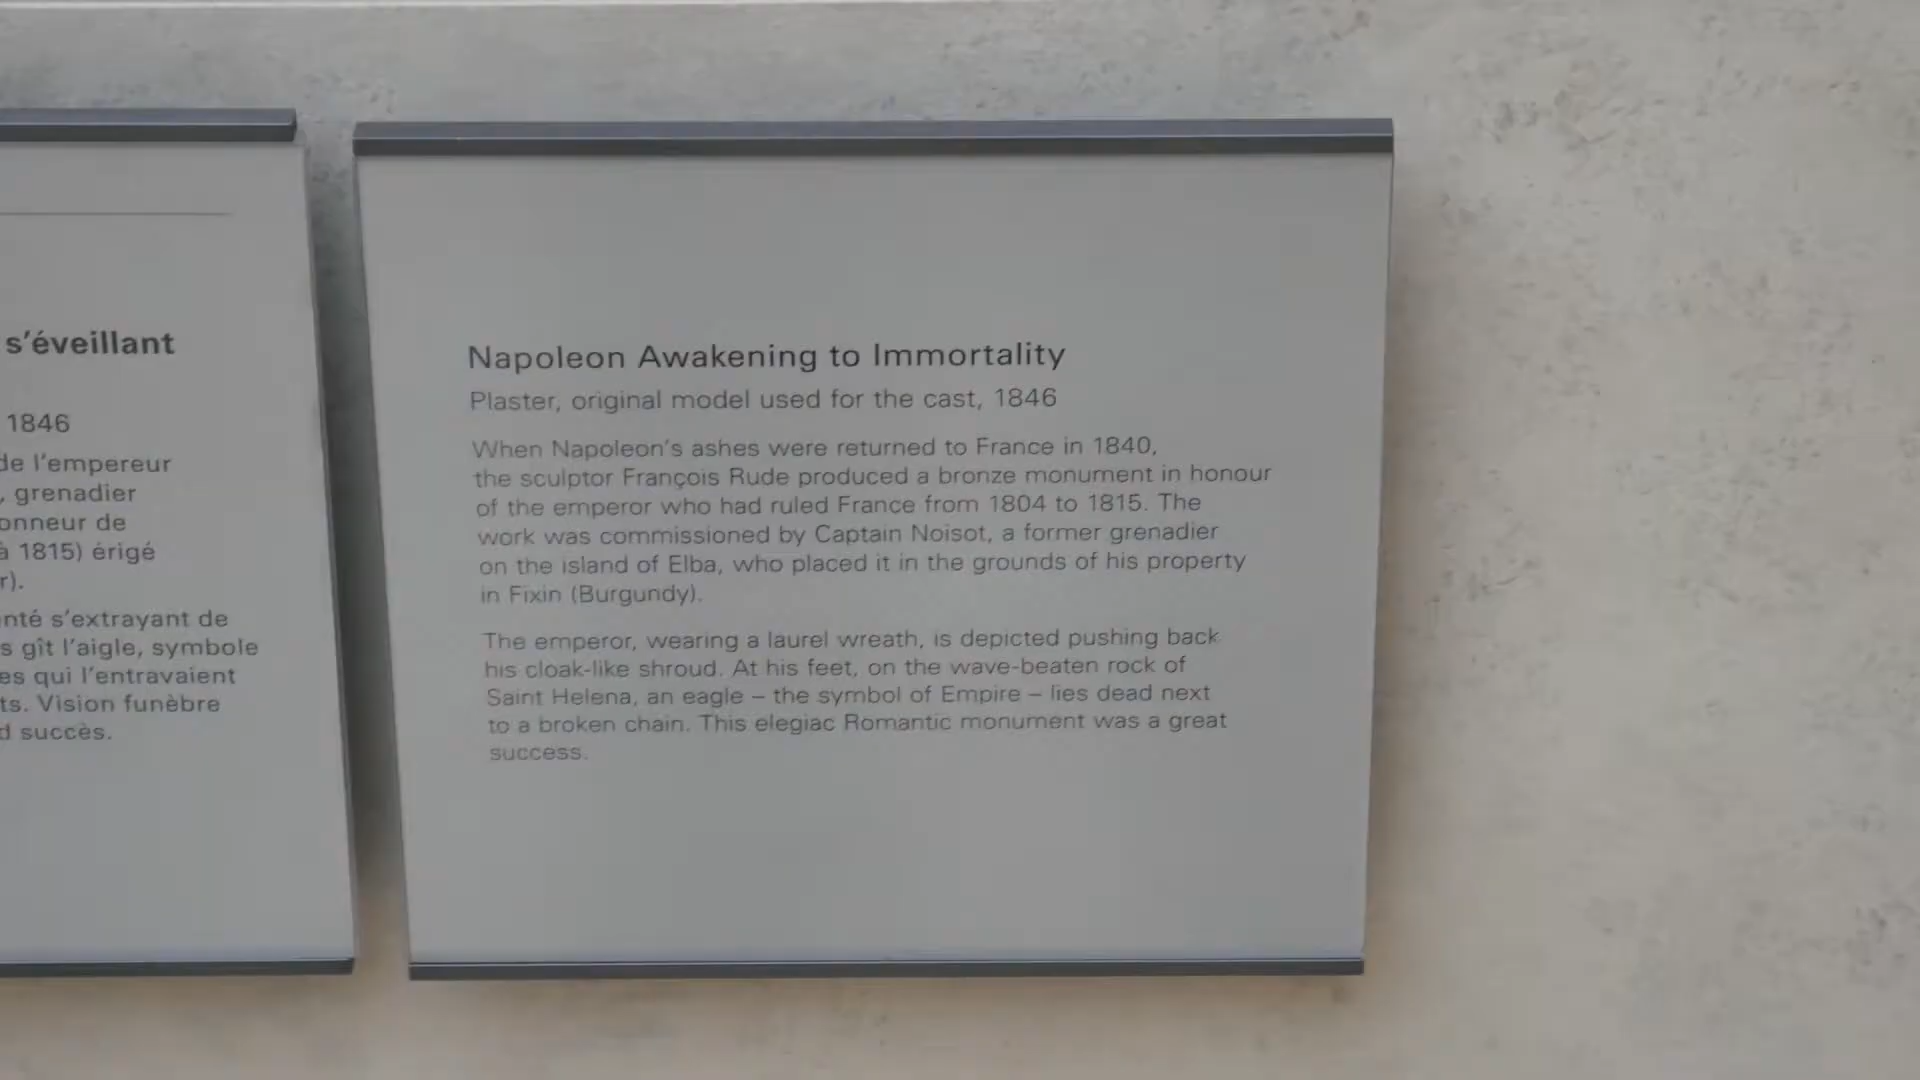 s'éveillant
1846
de l'empereur
, grenadier
onneur de
à 1815) érigé
r).
nté s'extrayant de
s gît l'aigle, symbole
es qui l'entravaient
ts. Vision funèbre
d succès.
Napoleon Awakening to Immortality
Plaster, original model used for the cast, 1846
When Napoleon's ashes were returned to France in 1840,
the sculptor François Rude produced a bronze monument in honour
of the emperor who had ruled France from 1804 to 1815. The
work was commissioned by Captain Noisot, a former grenadier
on the island of Elba, who placed it in the grounds of his property
in Fixin (Burgundy).
The emperor, wearing a laurel wreath, is depicted pushing back
his cloak-like shroud. At his feet, on the wave-beaten rock of
Saint Helena, an eagle – the symbol of Empire – lies dead next
to a broken chain. This elegiac Romantic monument was a great
success.